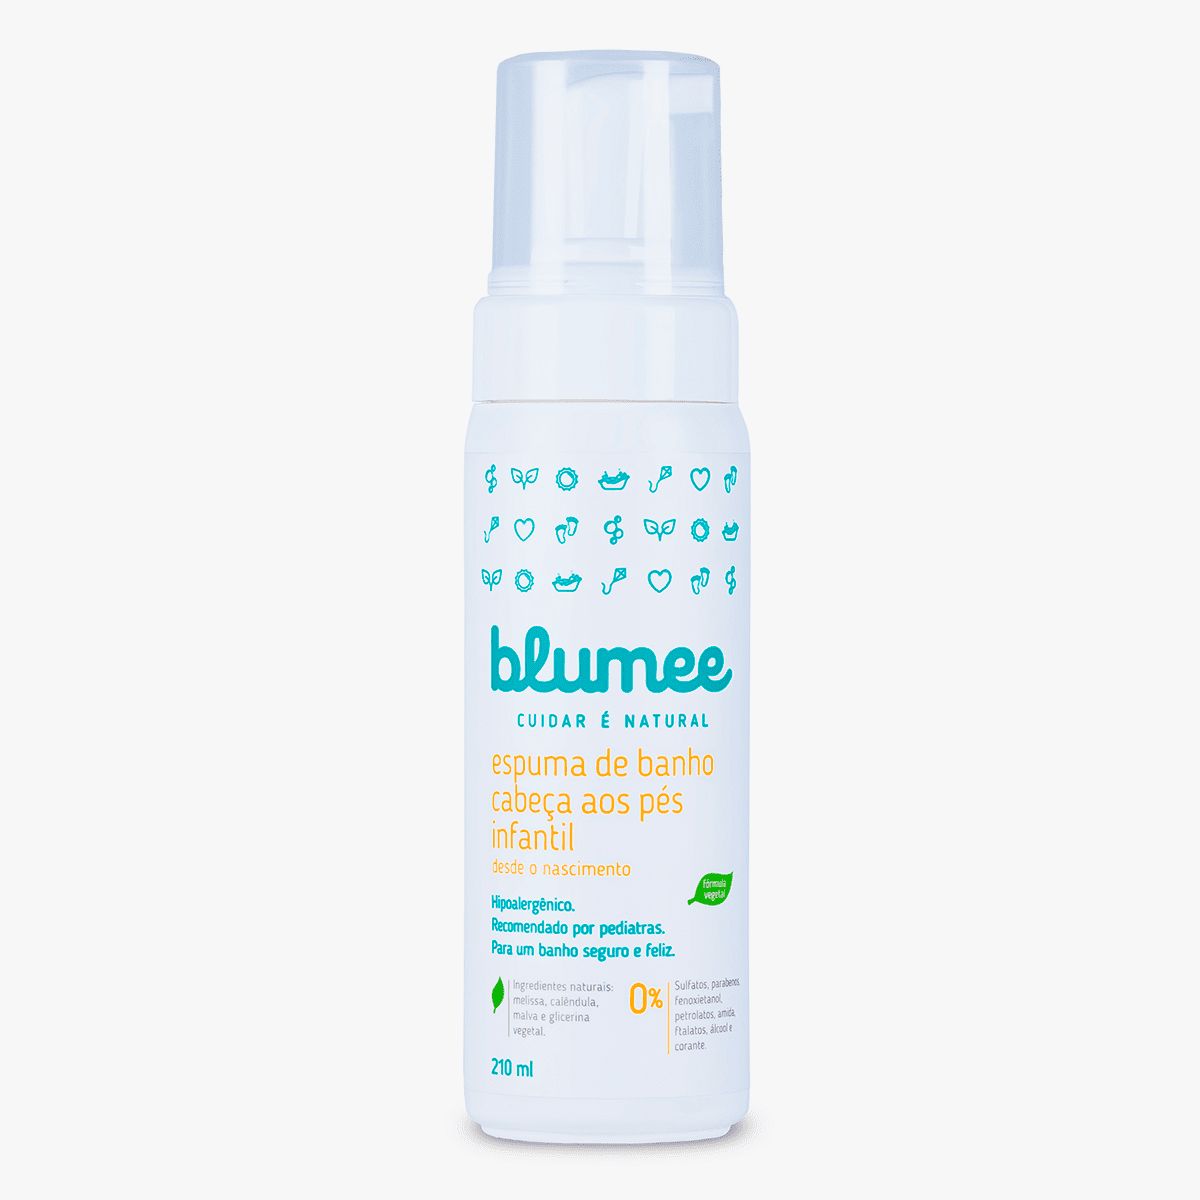 blumee
CUIDAR É NATURAL
espuma de banho
cabeça aos pés
infantil
desde o nascimento
fórmula
vegetal
Hipoalergênico.
Recomendado por pediatras.
Para um banho seguro e feliz.
Ingredientes naturais:
melissa, calêndula,
malva e glicerina
vegetal.
0%
Sulfatos, parabenos,
fenoxietanol,
petrolatos, amida,
ftalatos, álcool e
corante.
210 ml